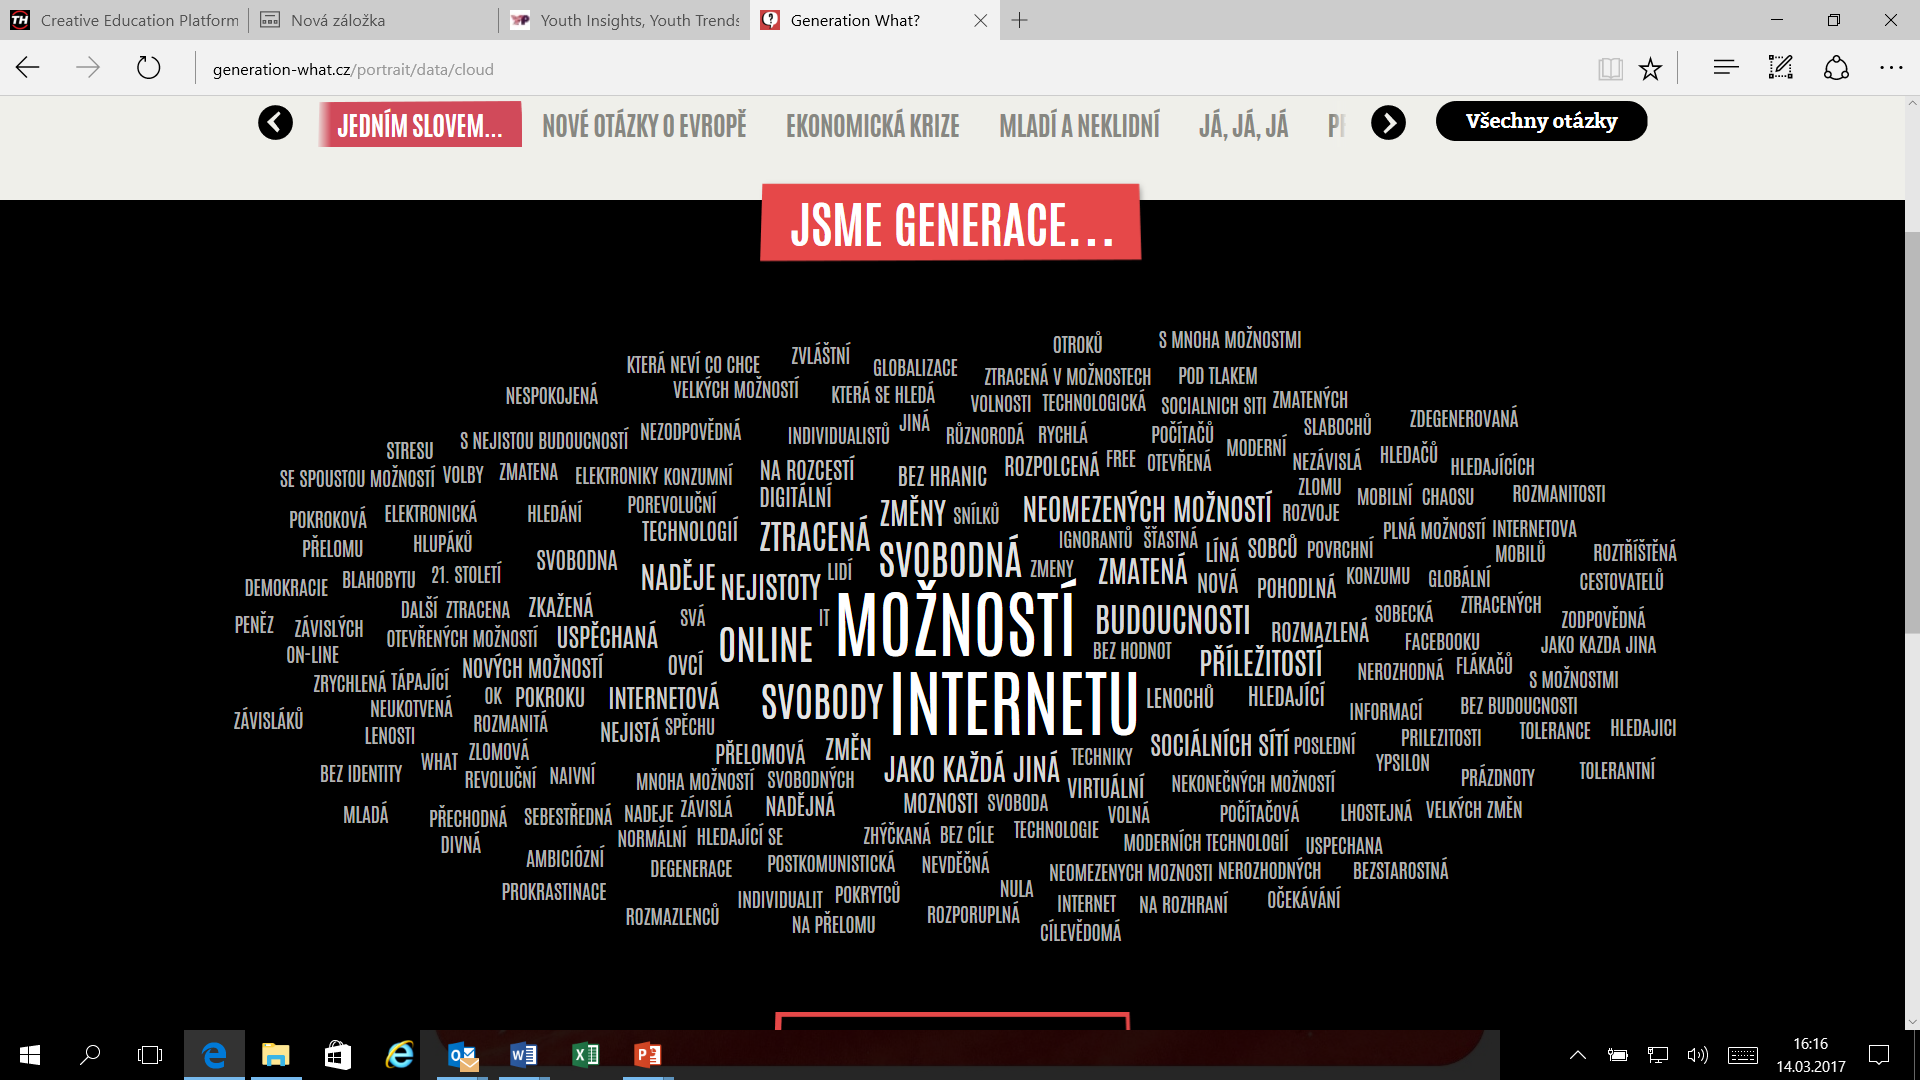 Creative Education Platform
Nová záložka
Youth Insights, Youth Trends
Generation What?
generation-what.cz/portrait/data/cloud
JEDNÍM SLOVEM... NOVÉ OTÁZKY O EVROPĚ EKONOMICKÁ KRIZE MLADÍ A NEKLIDNÍ JÁ, JÁ, JÁ Všechny otázky
JSME GENERACE...
OTROKŮ S MNOHA MOŽNOSTMI
KTERÁ NEVÍ CO CHCE ZVLÁŠTNÍ GLOBALIZACE ZTRACENÁ V MOŽNOSTECH POD TLAKEM
NESPOKOJENÁ VELKÝCH MOŽNOSTÍ KTERÁ SE HLEDÁ VOLNOSTI TECHNOLOGICKÁ SOCIALNICH SITI ZMATENÝCH
STRESU S NEJISTOU BUDOUCNOSTÍ NEZODPOVĚDNÁ INDIVIDUALISTŮ JINÁ RŮZNORODÁ RYCHLÁ POČÍTAČŮ MODERNÍ SLABOCHŮ ZDEGENEROVANÁ
SE SPOUSTOU MOŽNOSTÍ VOLBY ZMATENA ELEKTRONIKY KONZUMNÍ NA ROZCESTÍ BEZ HRANIC ROZPOLCENÁ FREE OTEVŘENÁ NEZÁVISLÁ HLEDAČŮ HLEDAJÍCÍCH
POKROKOVÁ ELEKTRONICKÁ HLEDÁNÍ POREVOLUČNÍ DIGITÁLNÍ ZMĚNY SNÍLKŮ NEOMEZENÝCH MOŽNOSTÍ ZLOMU ROZVOJE MOBILNÍ CHAOSU ROZMANITOSTI
PŘELOMU HLUPÁKŮ TECHNOLOGIÍ ZTRACENÁ IGNORANTŮ ŠŤASTNÁ LÍNÁ SOBCŮ POVRCHNÍ PLNÁ MOŽNOSTÍ INTERNETOVA
SVOBODNA SVOBODNÁ MOBILŮ ROZTŘÍŠTĚNÁ
DEMOKRACIE BLAHOBYTU 21. STOLETÍ NADĚJE NEJISTOTY LIDÍ ZMENY ZMATENÁ NOVÁ POHODLNÁ KONZUMU GLOBÁLNÍ CESTOVATELŮ
PENĚZ ZÁVISLÝCH DALŠÍ ZTRACENA ZKAŽENÁ SVÁ IT MOŽNOSTÍ BUDOUCNOSTI ROZMAZLENÁ SOBECKÁ ZTRACENÝCH ZODPOVĚDNÁ
ON-LINE OTEVŘENÝCH MOŽNOSTÍ USPĚCHANÁ ONLINE BEZ HODNOT FACEBOOKU JAKO KAZDA JINA
ZRYCHLENÁ TÁPAJÍCÍ NOVÝCH MOŽNOSTÍ OVCÍ PŘÍLEŽITOSTÍ NEROZHODNÁ FLÁKAČŮ S MOŽNOSTMI
ZÁVISLÁKŮ NEUKOTVENÁ OK POKROKU INTERNETOVÁ SVOBODY INTERNETU LENOCHŮ HLEDAJÍCÍ INFORMACÍ BEZ BUDOUCNOSTI
LENOSTI ROZMANITÁ NEJISTÁ SPĚCHU SOCIÁLNÍCH SÍTÍ POSLEDNÍ PRILEZITOSTI TOLERANCE HLEDAJICI
BEZ IDENTITY WHAT ZLOMOVÁ PŘELOMOVÁ ZMĚN JAKO KAŽDÁ JINÁ TECHNIKY YPSILON
REVOLUČNÍ NAIVNÍ MNOHA MOŽNOSTÍ SVOBODNÝCH VIRTUÁLNÍ NEKONEČNÝCH MOŽNOSTÍ PRÁZDNOTY TOLERANTNÍ
MLADÁ PŘECHODNÁ SEBESTŘEDNÁ NADEJE ZÁVISLÁ NADĚJNÁ MOZNOSTI SVOBODA VOLNÁ POČÍTAČOVÁ LHOSTEJNÁ VELKÝCH ZMĚN
DIVNÁ NORMÁLNÍ HLEDAJÍCÍ SE ZHÝČKANÁ BEZ CÍLE TECHNOLOGIE MODERNÍCH TECHNOLOGIÍ USPECHANA
AMBICIÓZNÍ DEGENERACE POSTKOMUNISTICKÁ NEVDĚČNÁ NEOMEZENYCH MOZNOSTI NEROZHODNÝCH BEZSTAROSTNÁ
PROKRASTINACE INDIVIDUALIT POKRYTCŮ NULA INTERNET NA ROZHRANÍ OČEKÁVÁNÍ
ROZMAZLENCŮ NA PŘELOMU ROZPORUPLNÁ CÍLEVĚDOMÁ
16:16
14.03.2017